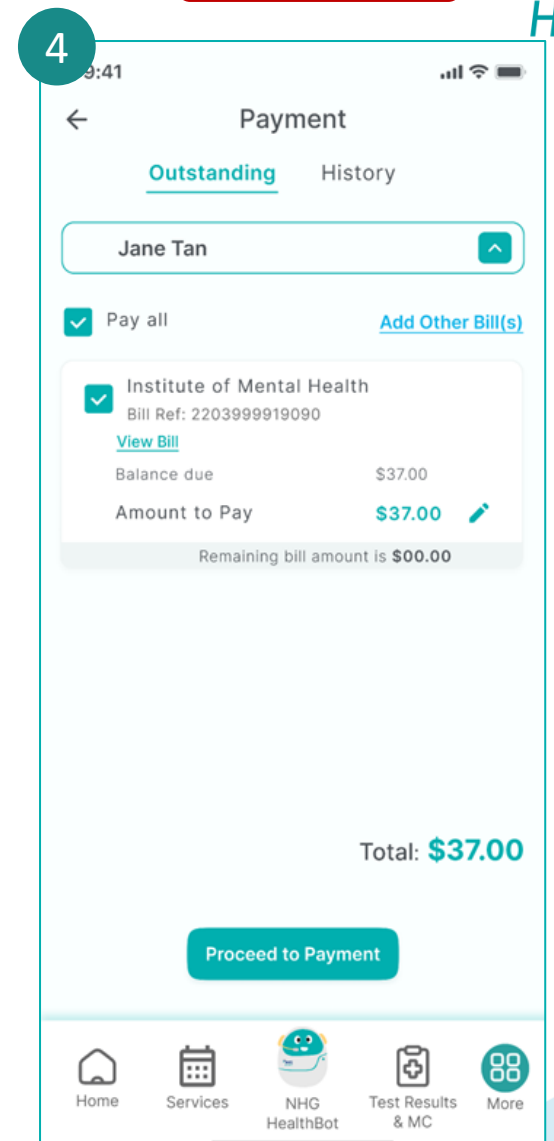 H
4
9:41
Payment
Outstanding History
Jane Tan
Pay all Add Other Bill(s)
Institute of Mental Health
Bill Ref: 2203999919090
View Bill
Balance due $37.00
Amount to Pay $37.00
Remaining bill amount is $00.00
Total: $37.00
Proceed to Payment
Home Services NHG HealthBot Test Results & MC More